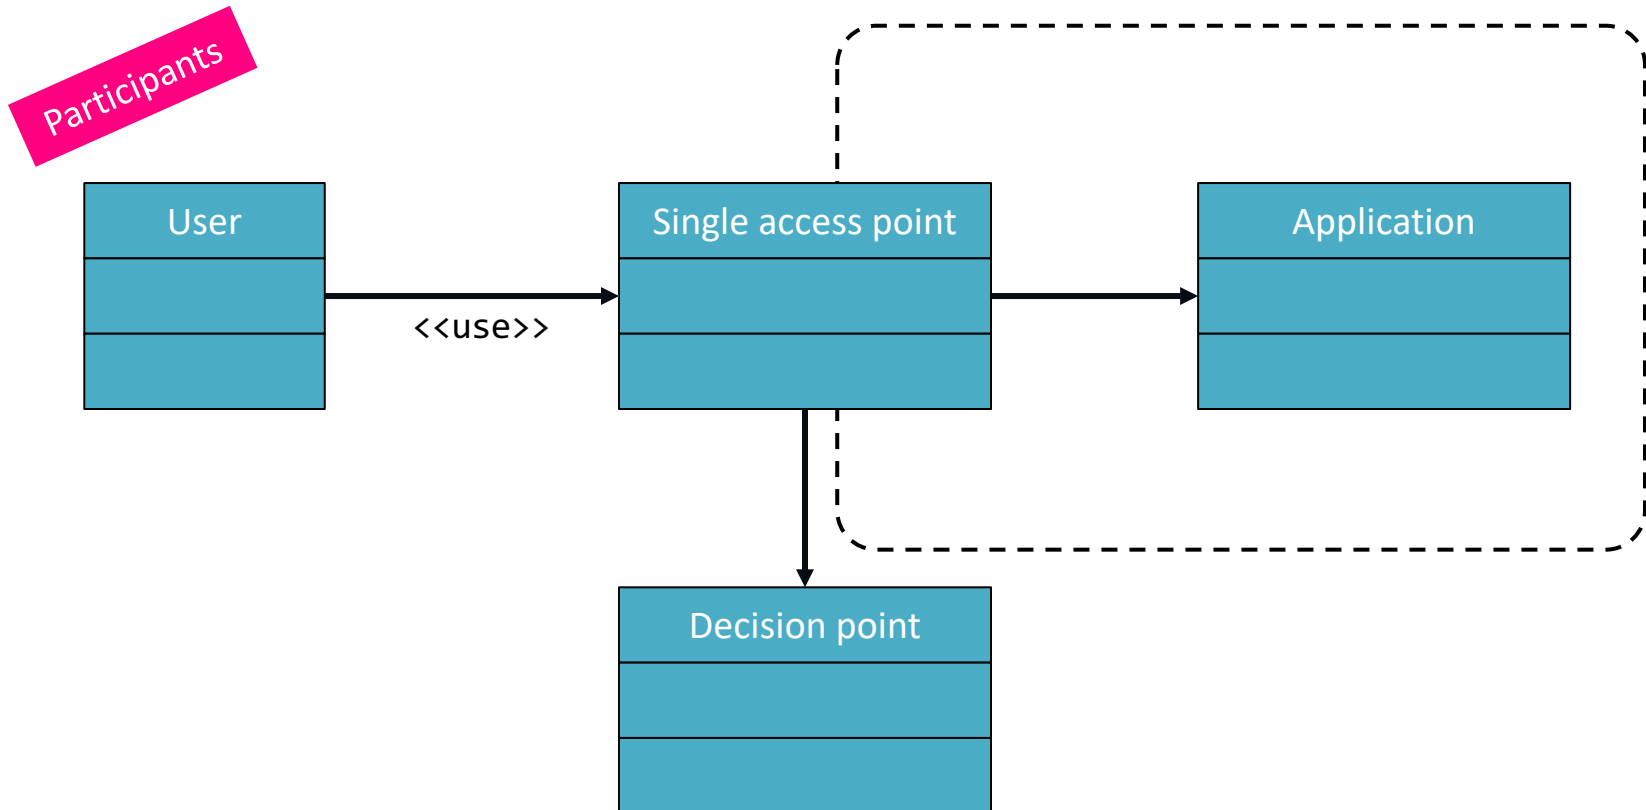 Participants
User
Single access point
Application
<<use>>
Decision point